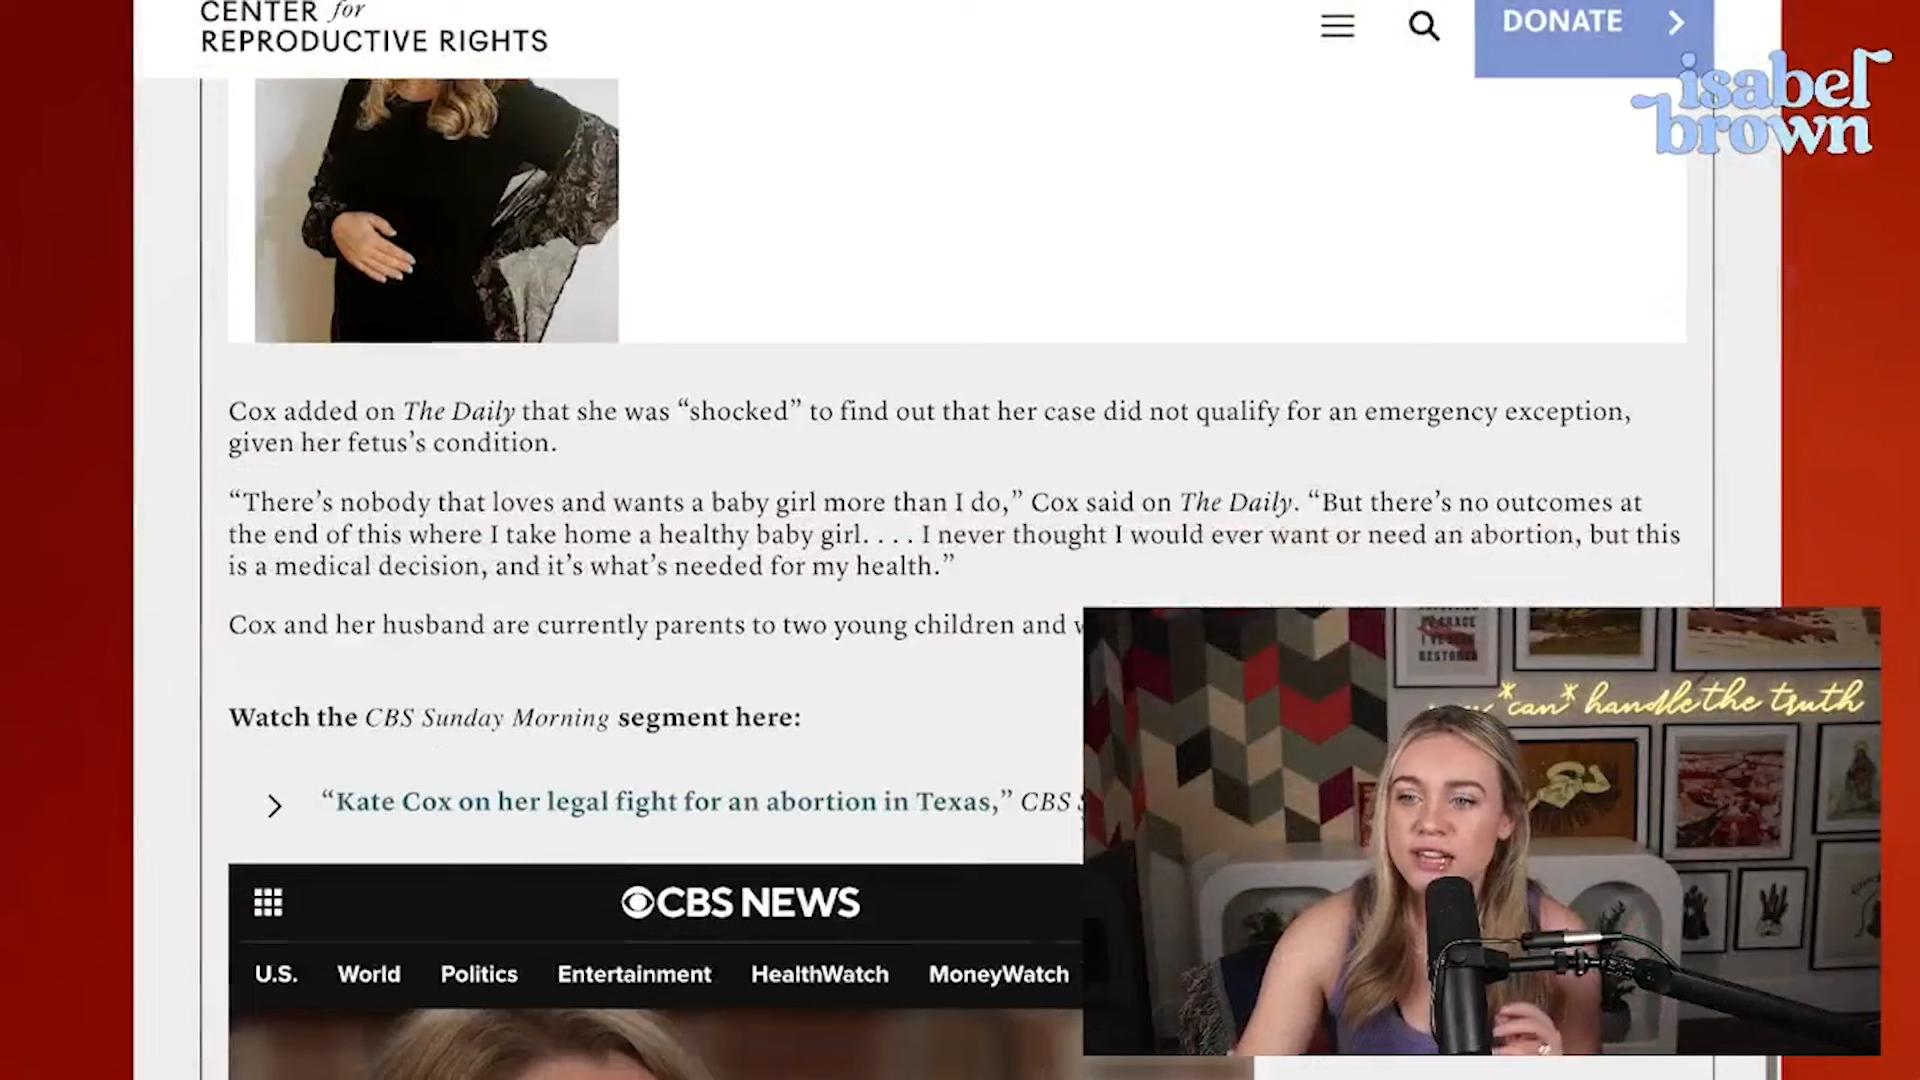 CENTER for
REPRODUCTIVE RIGHTS
DONATE
isabel
brown
Cox added on The Daily that she was “shocked” to find out that her case did not qualify for an emergency exception,
given her fetus’s condition.
“There’s nobody that loves and wants a baby girl more than I do,” Cox said on The Daily. “But there’s no outcomes at
the end of this where I take home a healthy baby girl. . . . I never thought I would ever want or need an abortion, but this
is a medical decision, and it’s what’s needed for my health.”
Cox and her husband are currently parents to two young children and
Watch the CBS Sunday Morning segment here:
“Kate Cox on her legal fight for an abortion in Texas,” CBS
CBS NEWS
U.S. World Politics Entertainment HealthWatch MoneyWatch
RESTORED
*can* handle the truth